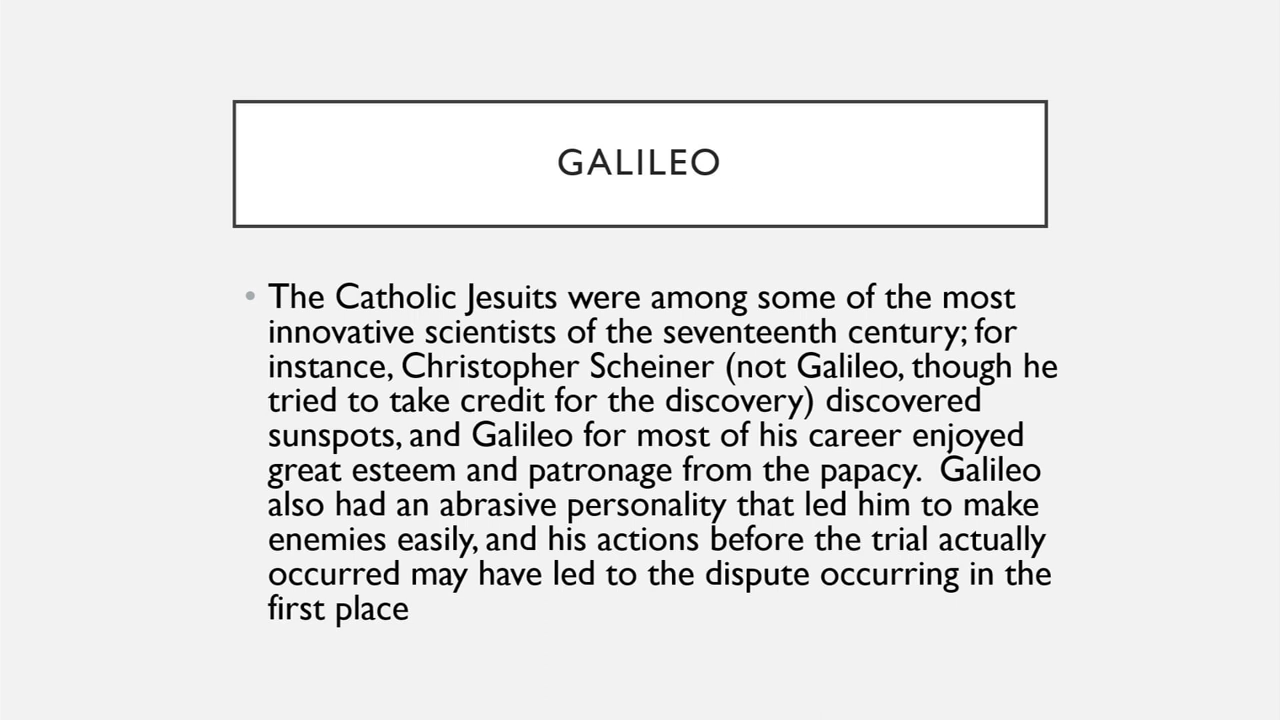 GALILEO
• The Catholic Jesuits were among some of the most
innovative scientists of the seventeenth century; for
instance, Christopher Scheiner (not Galileo, though he
tried to take credit for the discovery) discovered
sunspots, and Galileo for most of his career enjoyed
great esteem and patronage from the papacy.  Galileo
also had an abrasive personality that led him to make
enemies easily, and his actions before the trial actually
occurred may have led to the dispute occurring in the
first place